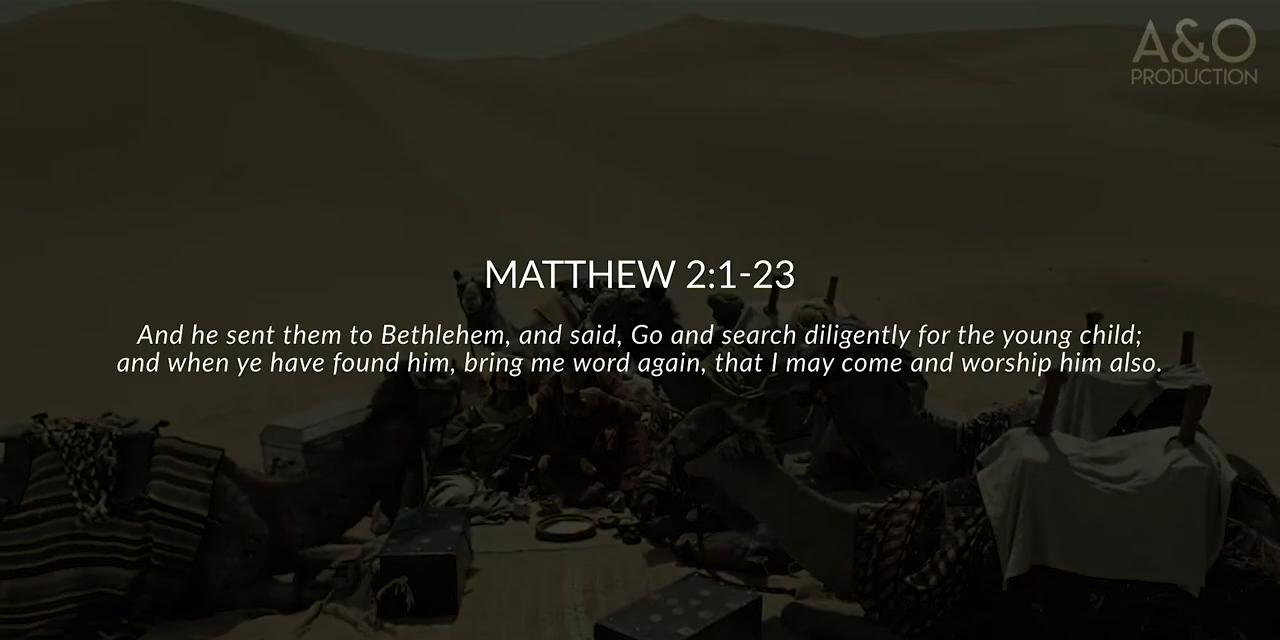 A&O
PRODUCTION
MATTHEW 2:1-23
And he sent them to Bethlehem, and said, Go and search diligently for the young child;
and when ye have found him, bring me word again, that I may come and worship him also.